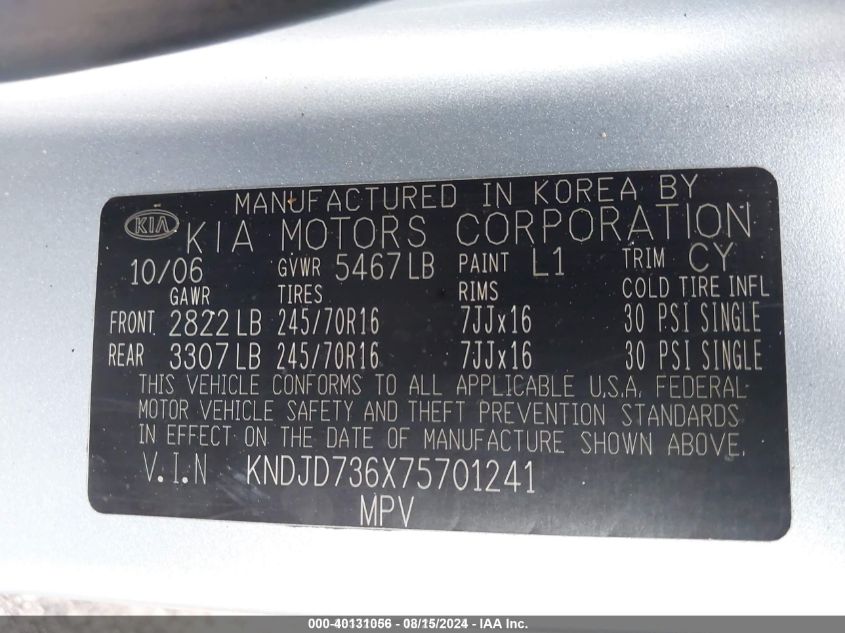 MANUFACTURED IN KOREA BY
KIA KIA MOTORS CORPORATION
10/06 GVWR 5467LB PAINT L1 TRIM CY
GAWR TIRES RIMS COLD TIRE INFL
FRONT 2822LB 245/70R16 7JJx16 30 PSI SINGLE
REAR 3307LB 245/70R16 7JJx16 30 PSI SINGLE
THIS VEHICLE CONFORMS TO ALL APPLICABLE U.S.A. FEDERAL
MOTOR VEHICLE SAFETY AND THEFT PREVENTION STANDARDS
IN EFFECT ON THE DATE OF MANUFACTURE SHOWN ABOVE.
V.I.N KNDJD736X75701241
MPV
000-40131056 - 08/15/2024 - IAA Inc.